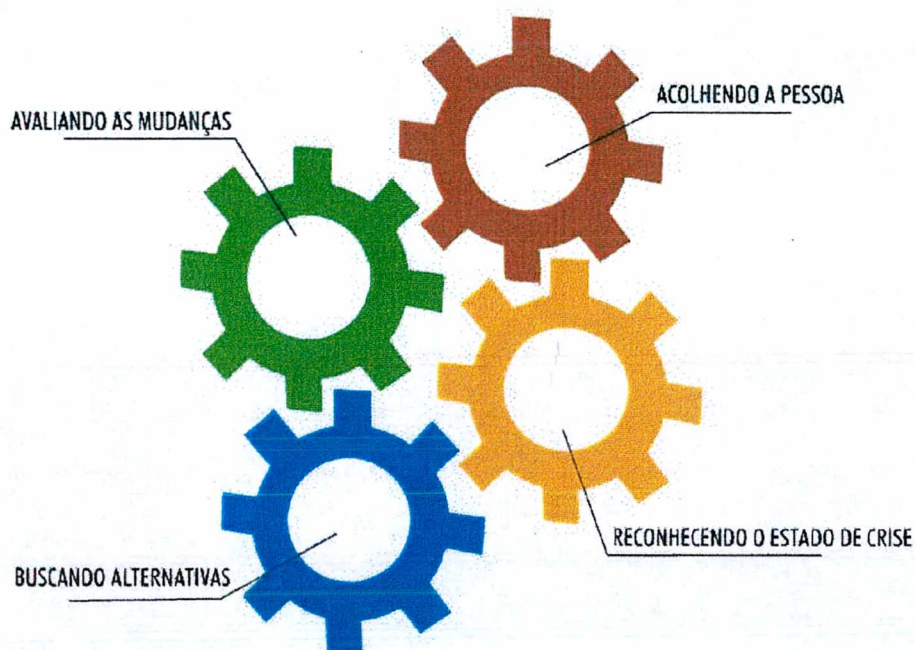 ACOLHENDO A PESSOA
AVALIANDO AS MUDANÇAS
RECONHECENDO O ESTADO DE CRISE
BUSCANDO ALTERNATIVAS